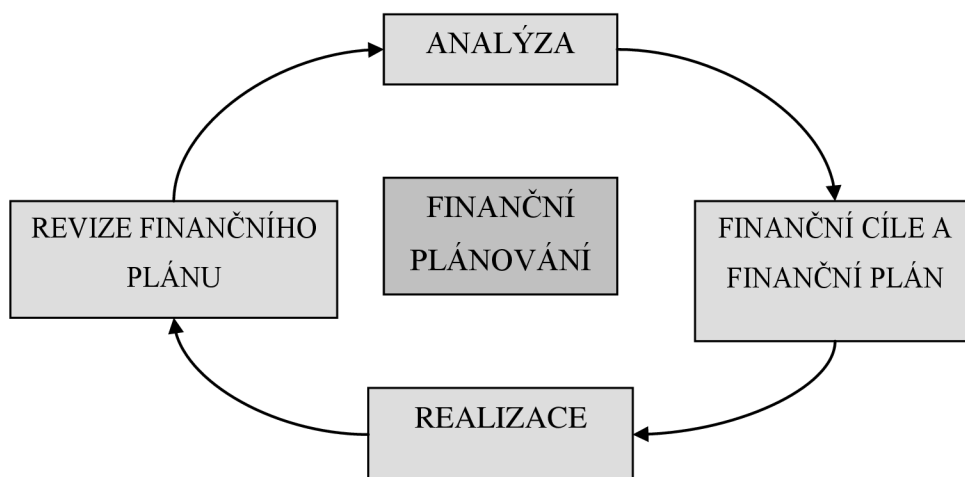 ANALÝZA
FINANČNÍ
PLÁNOVÁNÍ
REVIZE FINANČNÍHO
PLÁNU
FINANČNÍ CÍLE A
FINANČNÍ PLÁN
REALIZACE